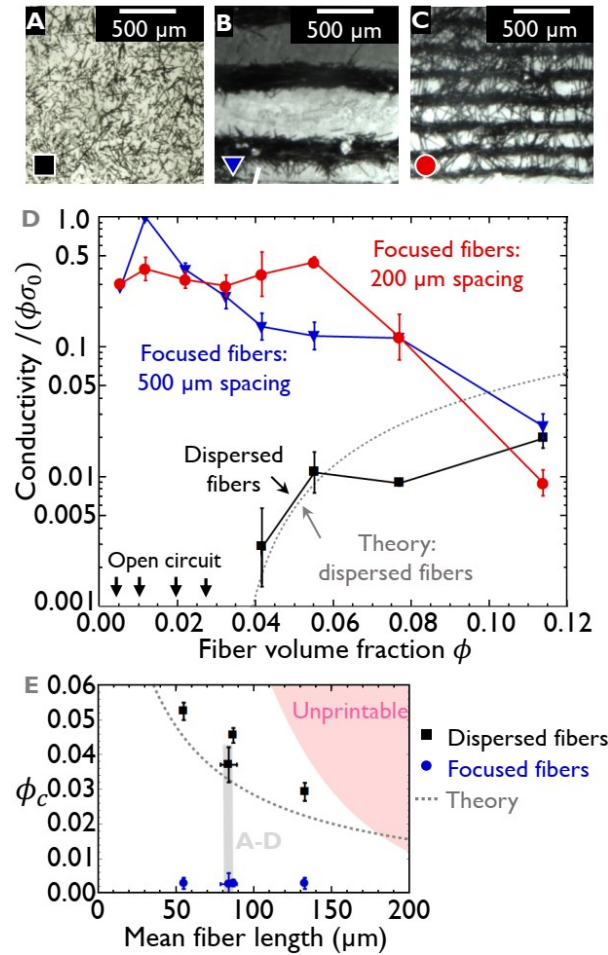 A
500 µm
B
500 µm
C
500 µm
D
1.0
0.5
0.1
0.05
0.01
0.005
0.001
Conductivity /(ϕσ₀)
Focused fibers:
200 µm spacing
Focused fibers:
500 µm spacing
Dispersed
fibers
Theory:
dispersed fibers
Open circuit
0.00 0.02 0.04 0.06 0.08 0.10 0.12
Fiber volume fraction ϕ
E
0.06
0.05
0.04
0.03
0.02
0.01
0.00
ϕc
Unprintable
A-D
0 50 100 150 200
Mean fiber length (µm)
Dispersed fibers
Focused fibers
Theory